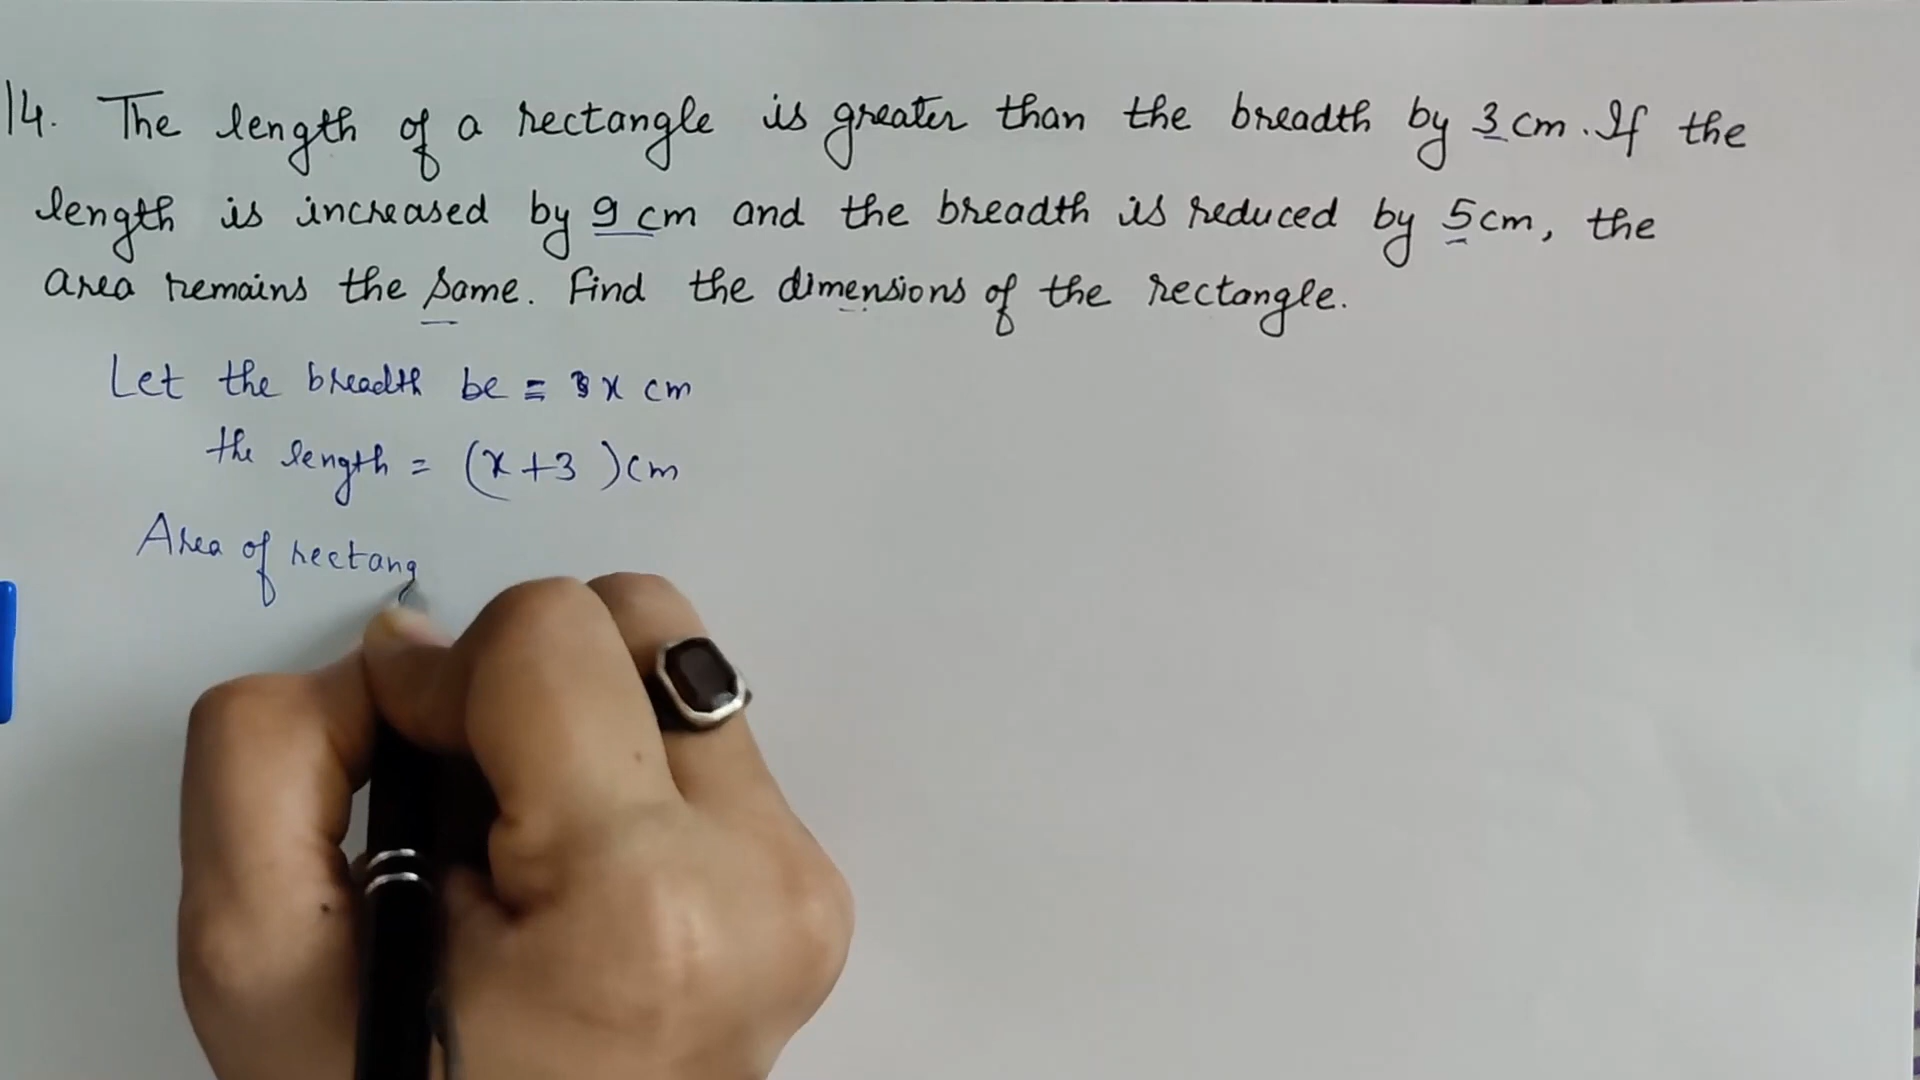 14. The length of a rectangle is greater than the breadth by 3 cm. If the
length is increased by 9 cm and the breadth is reduced by 5 cm, the
area remains the same. Find the dimensions of the rectangle.
Let the breadth be = x cm
the length = (x+3) cm
Area of rectang